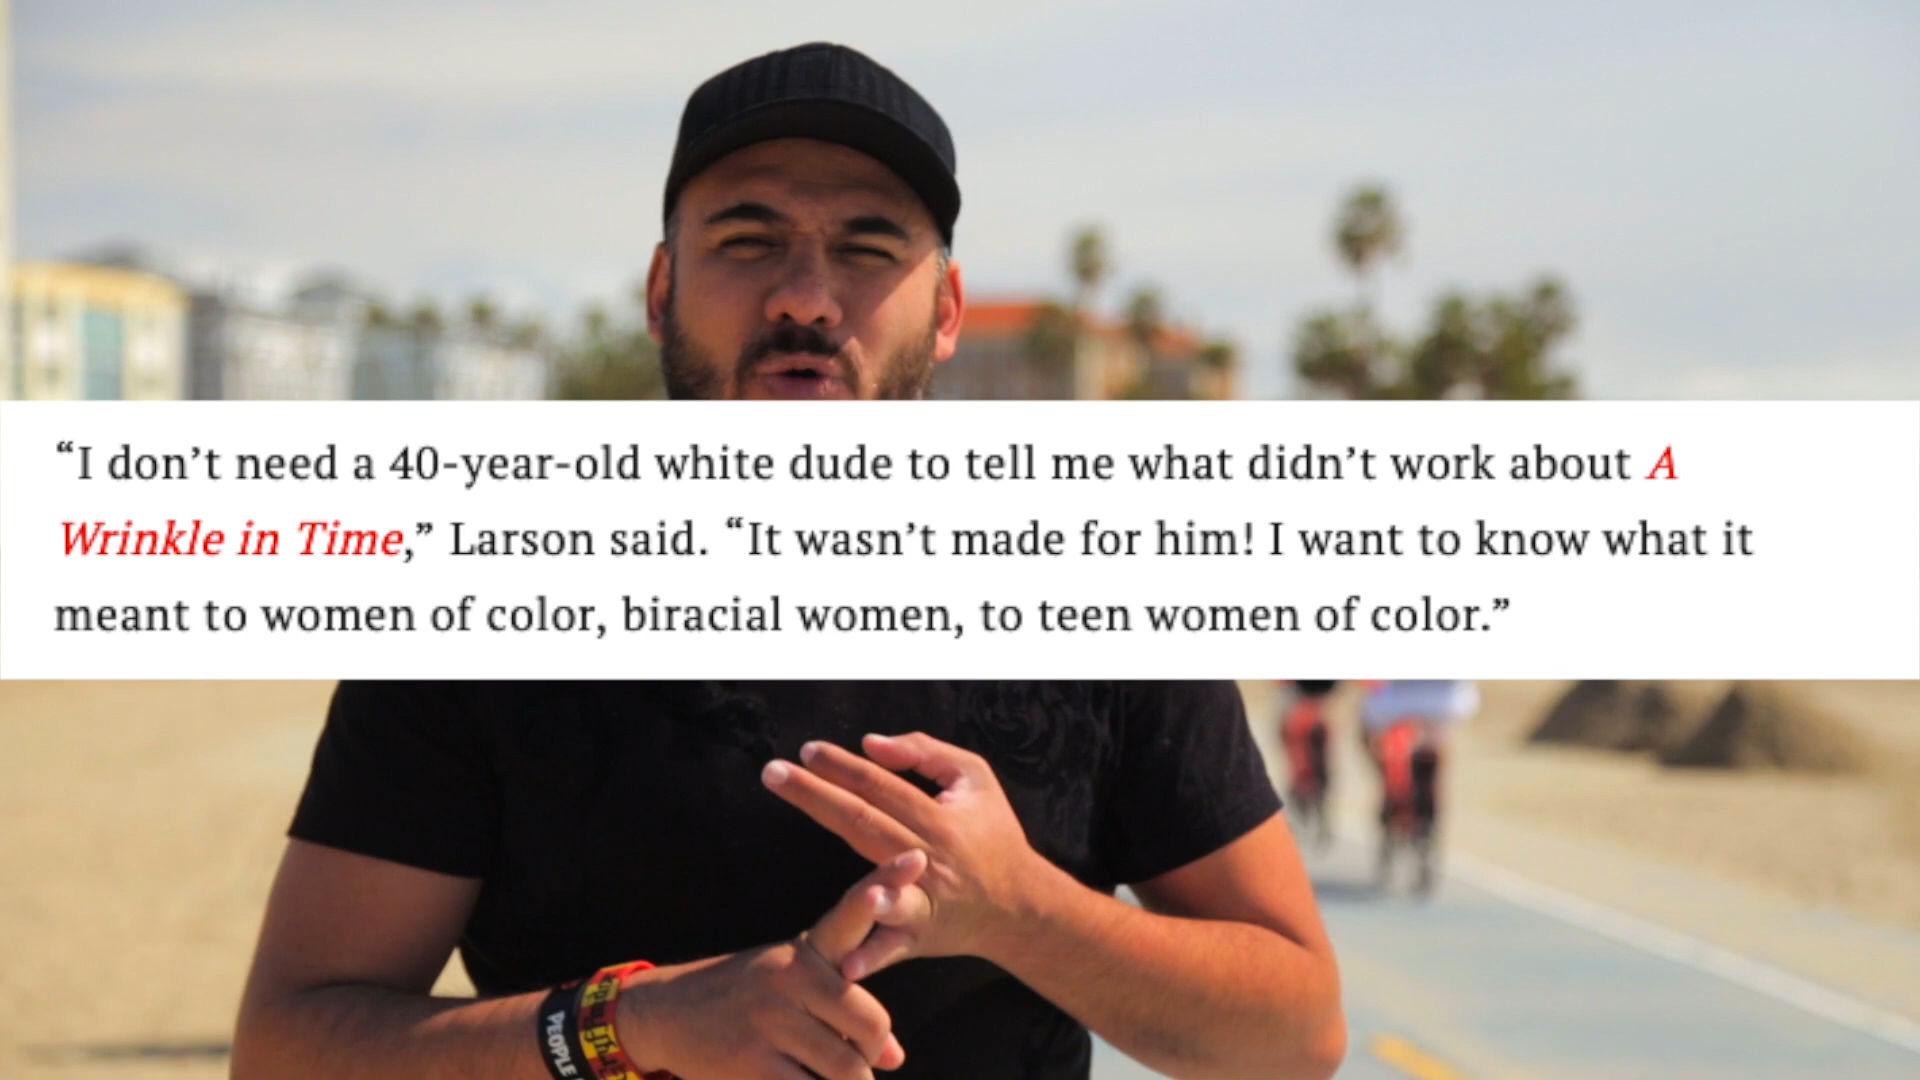 “I don’t need a 40-year-old white dude to tell me what didn’t work about A
Wrinkle in Time,” Larson said. “It wasn’t made for him! I want to know what it
meant to women of color, biracial women, to teen women of color.”
PEOPLE